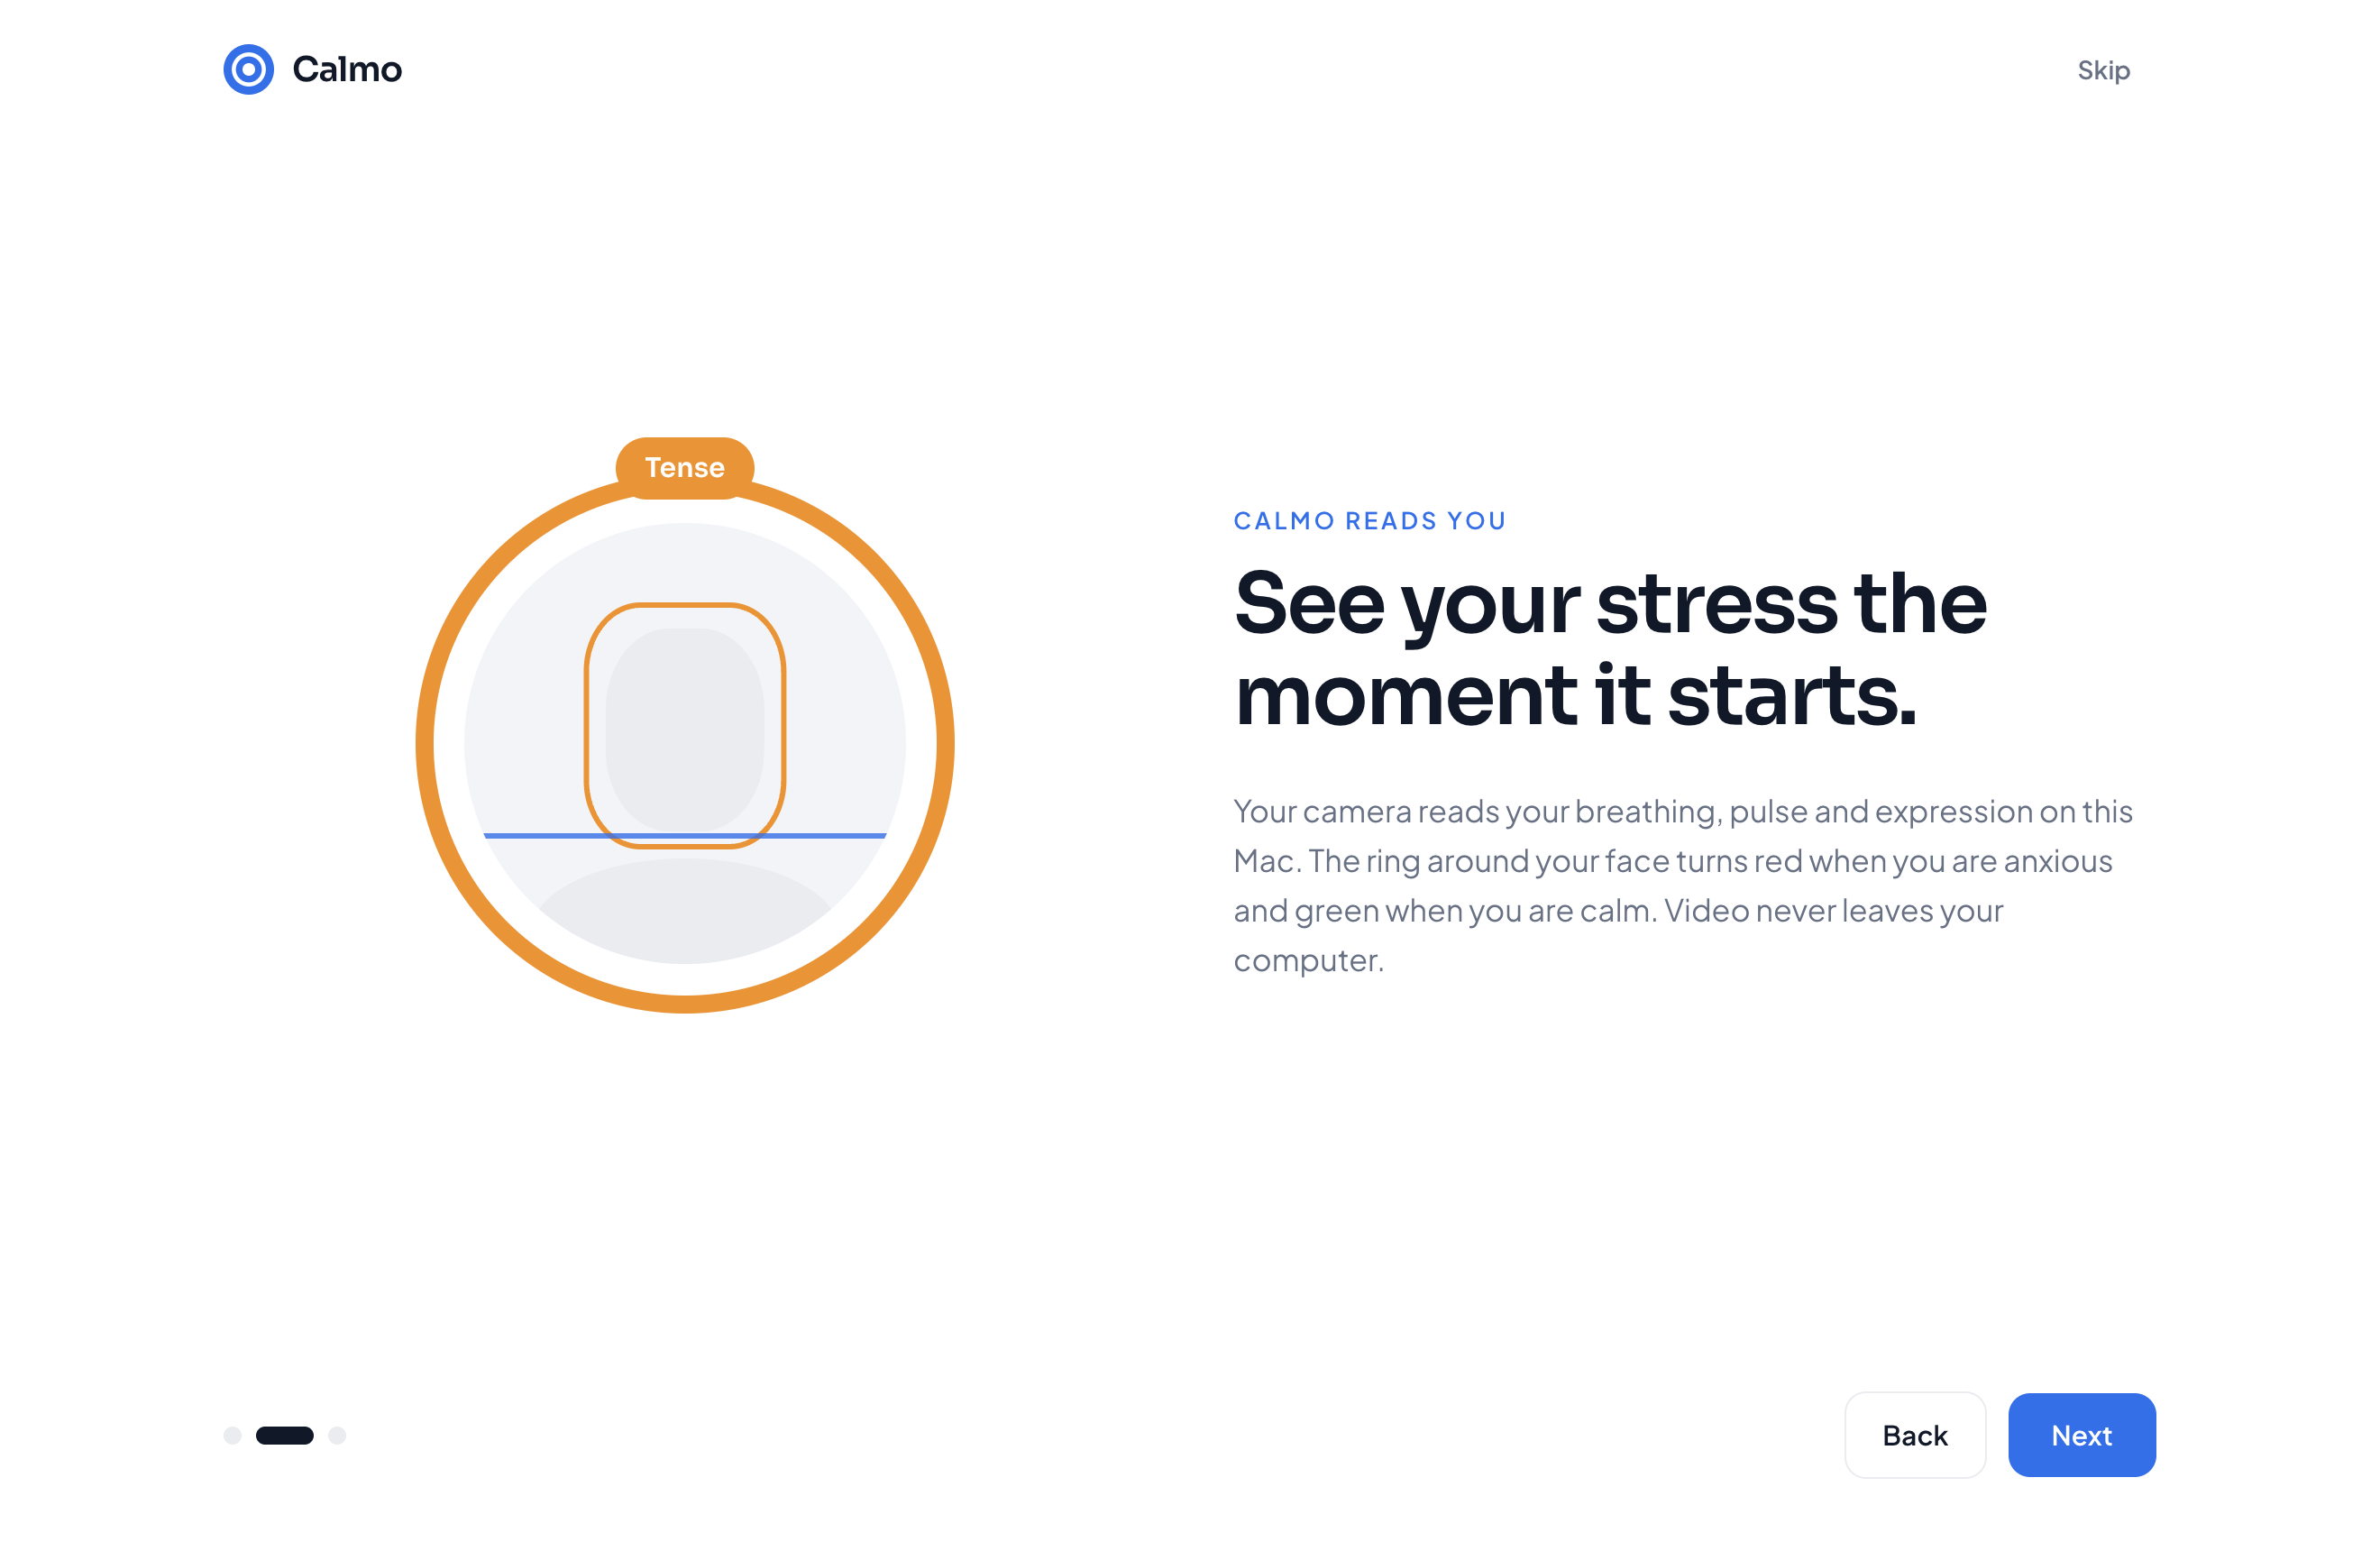 Calmo
Skip
Tense
CALMO READS YOU
See your stress the
moment it starts.
Your camera reads your breathing, pulse and expression on this
Mac. The ring around your face turns red when you are anxious
and green when you are calm. Video never leaves your
computer.
Back
Next